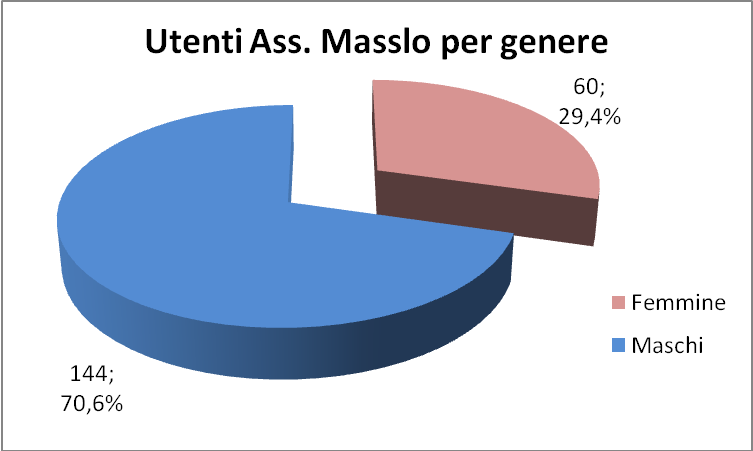 Utenti Ass. Masslo per genere
60;
29,4%
Femmine
Maschi
144;
70,6%